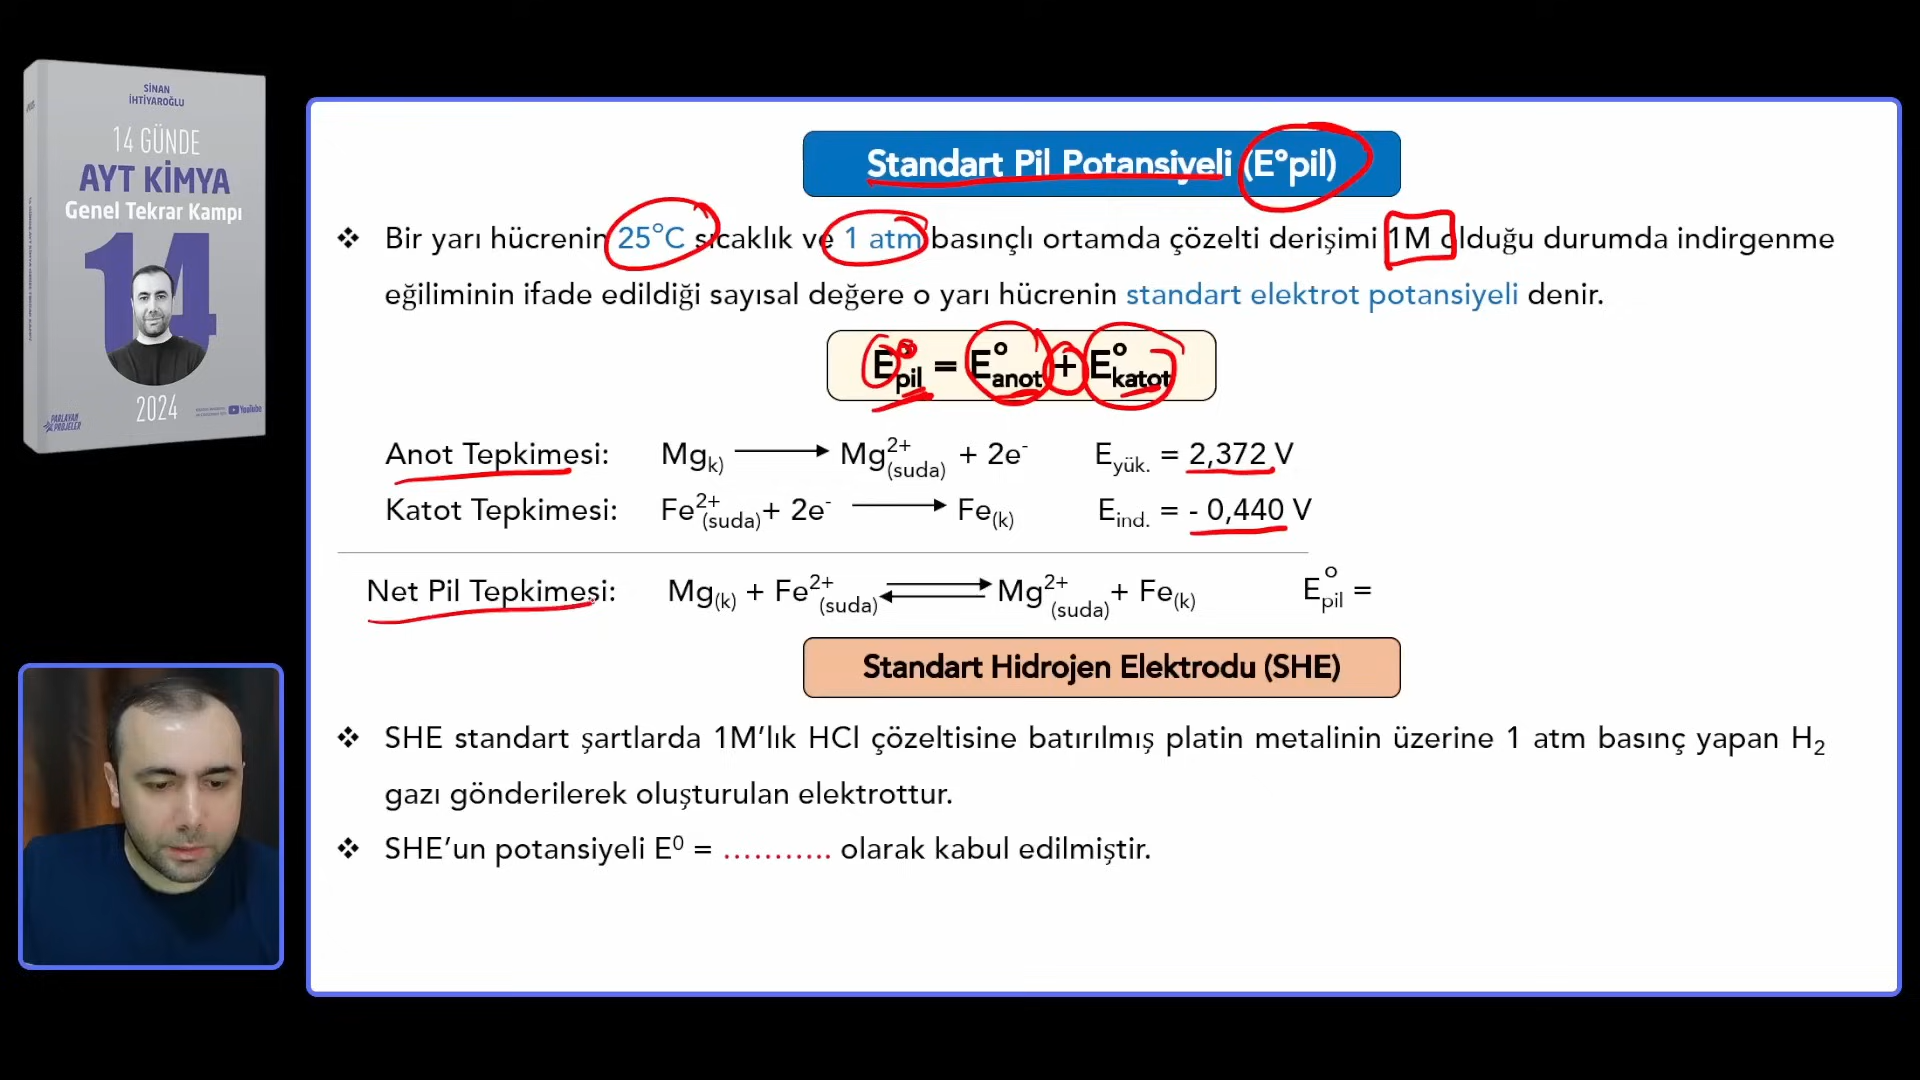 SİNAN
İHTİYAROĞLU
14 GÜNDE
AYT KİMYA
Genel Tekrar Kampı
14
2024
PARLAYAN
PROJELER
YouTube
Standart Pil Potansiyeli (E°pil)
❖ Bir yarı hücrenin 25°C sıcaklık ve 1 atm basınçlı ortamda çözelti derişimi 1M olduğu durumda indirgenme
eğiliminin ifade edildiği sayısal değere o yarı hücrenin standart elektrot potansiyeli denir.
E°pil = E°anot + E°katot
Anot Tepkimesi: Mgk) ⟶ Mg2+(suda) + 2e- Eyük. = 2,372 V
Katot Tepkimesi: Fe2+(suda)+ 2e- ⟶ Fe(k) Eind. = - 0,440 V
Net Pil Tepkimesi: Mg(k) + Fe2+(suda) ⇄ Mg2+(suda)+ Fe(k) E°pil =
Standart Hidrojen Elektrodu (SHE)
❖ SHE standart şartlarda 1M’lık HCl çözeltisine batırılmış platin metalinin üzerine 1 atm basınç yapan H2
gazı gönderilerek oluşturulan elektrottur.
❖ SHE’un potansiyeli E0 = ……….. olarak kabul edilmiştir.